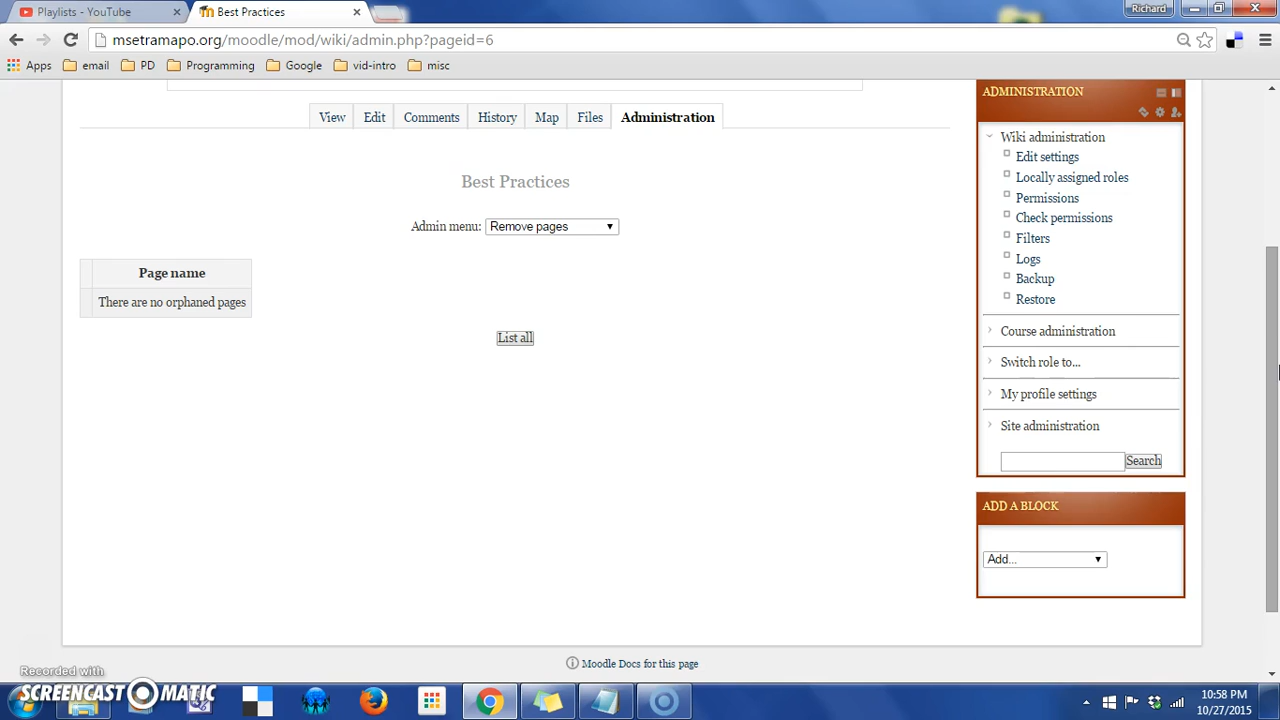 Playlists - YouTube
Best Practices
Richard
msetramapo.org/moodle/mod/wiki/admin.php?pageid=6
Apps
email
PD
Programming
Google
vid-intro
misc
View
Edit
Comments
History
Map
Files
Administration
Best Practices
Admin menu: Remove pages
Page name
There are no orphaned pages
List all
ADMINISTRATION
Wiki administration
Edit settings
Locally assigned roles
Permissions
Check permissions
Filters
Logs
Backup
Restore
Course administration
Switch role to...
My profile settings
Site administration
Search
ADD A BLOCK
Add...
Moodle Docs for this page
Recorded with
SCREENCAST MATIC
10:58 PM
10/27/2015